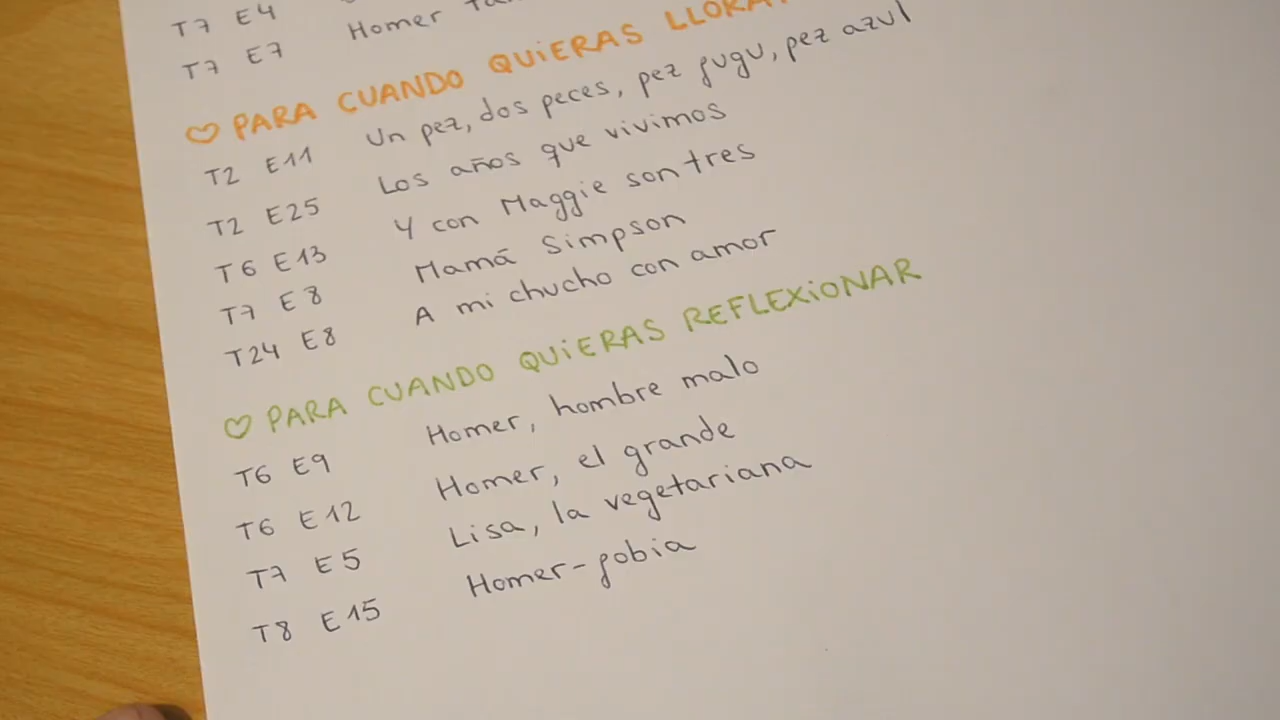 T7 E4
T7 E7 Homer
♡ PARA CUANDO QUIERAS LLORAR
T2 E11 Un pez, dos peces, pez fugu, pez azul
T2 E25 Los años que vivimos
T6 E13 Y con Maggie son tres
T7 E8 Mamá Simpson
T24 E8 A mi chucho con amor
♡ PARA CUANDO QUIERAS REFLEXIONAR
T6 E9 Homer, hombre malo
T6 E12 Homer, el grande
T7 E5 Lisa, la vegetariana
T8 E15 Homer-fobia